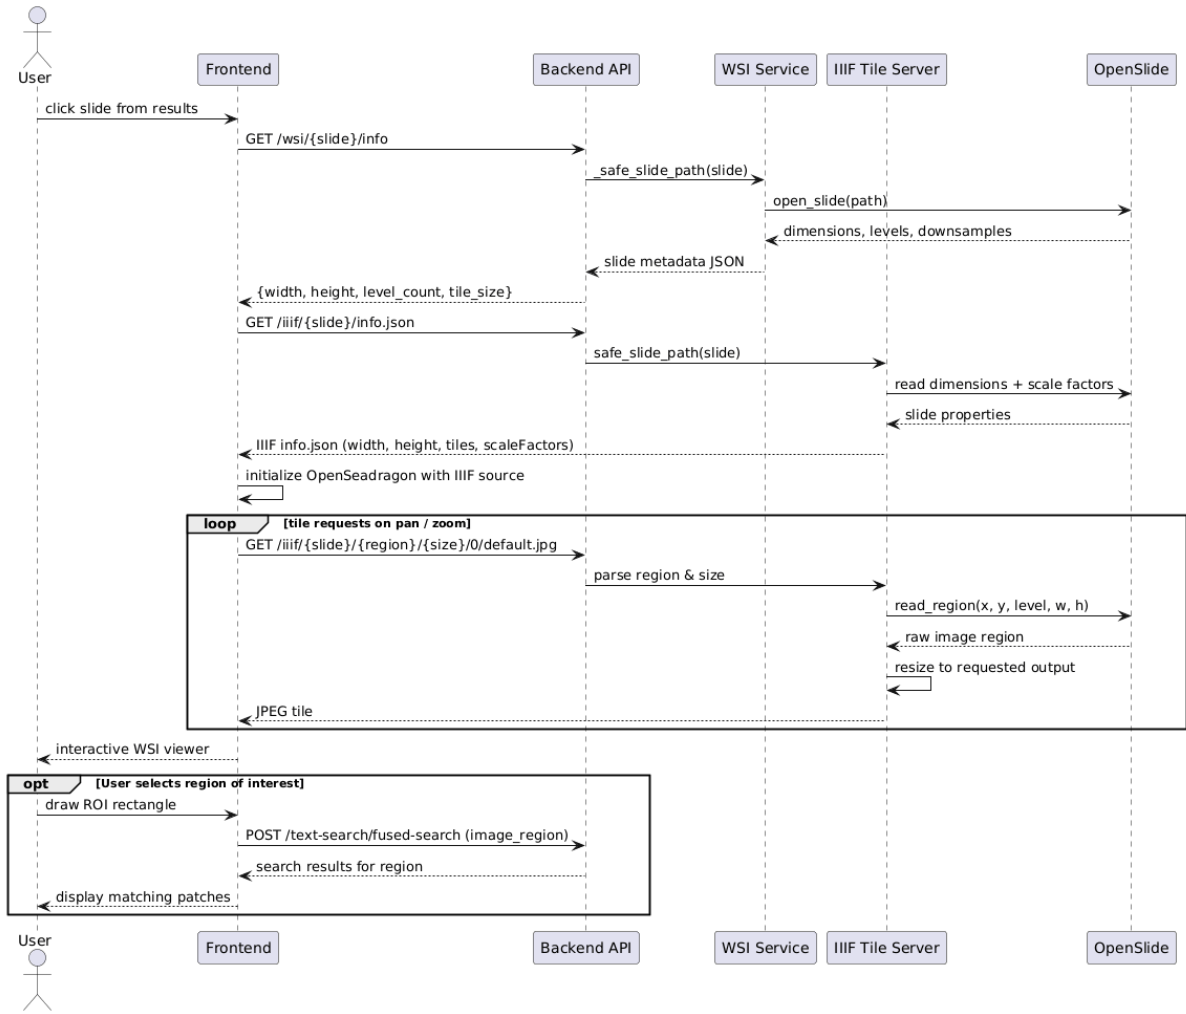 User
Frontend
Backend API
WSI Service
IIIF Tile Server
OpenSlide
click slide from results
GET /wsi/{slide}/info
_safe_slide_path(slide)
open_slide(path)
dimensions, levels, downsamples
slide metadata JSON
{width, height, level_count, tile_size}
GET /iiif/{slide}/info.json
safe_slide_path(slide)
read dimensions + scale factors
slide properties
IIIF info.json (width, height, tiles, scaleFactors)
initialize OpenSeadragon with IIIF source
loop [tile requests on pan / zoom]
GET /iiif/{slide}/{region}/{size}/0/default.jpg
parse region & size
read_region(x, y, level, w, h)
raw image region
resize to requested output
JPEG tile
interactive WSI viewer
opt [User selects region of interest]
draw ROI rectangle
POST /text-search/fused-search (image_region)
search results for region
display matching patches
User
Frontend
Backend API
WSI Service
IIIF Tile Server
OpenSlide